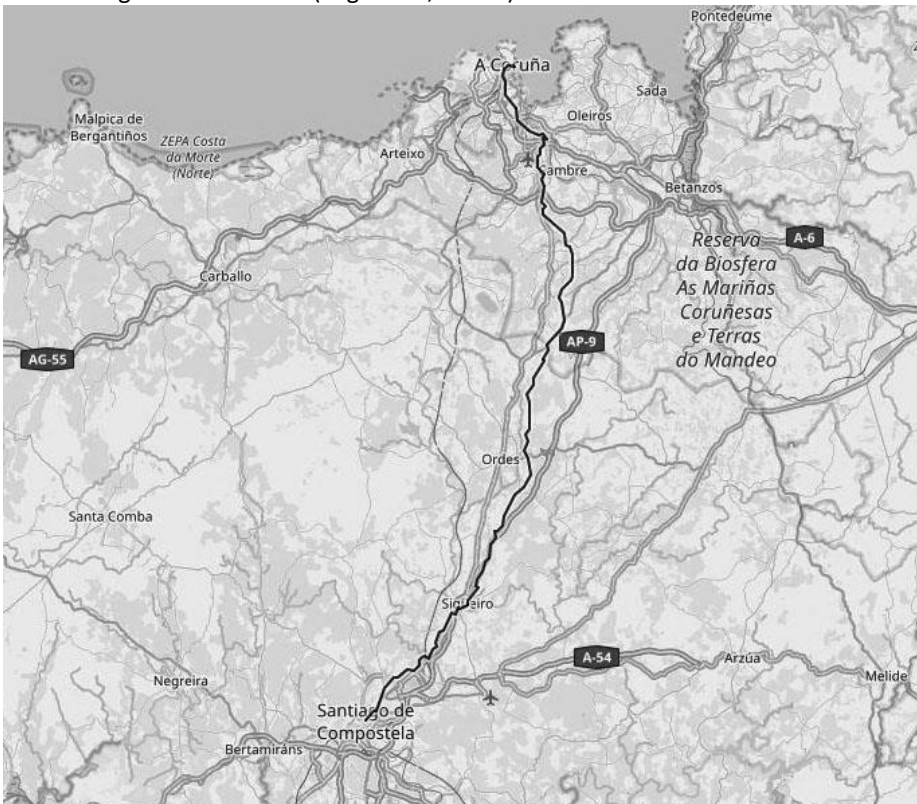 Pontedeume
A Coruña
Sada
Malpica de
Bergantiños
Oleiros
ZEPA Costa
da Morte
(Norte)
Arteixo
Betanzos
Reserva
da Biosfera
As Mariñas
Coruñesas
e Terras
do Mandeo
A-6
Carballo
AP-9
AG-55
Ordes
Santa Comba
A-54
Arzúa
Melide
Negreira
Santiago de
Compostela
Bertamiráns